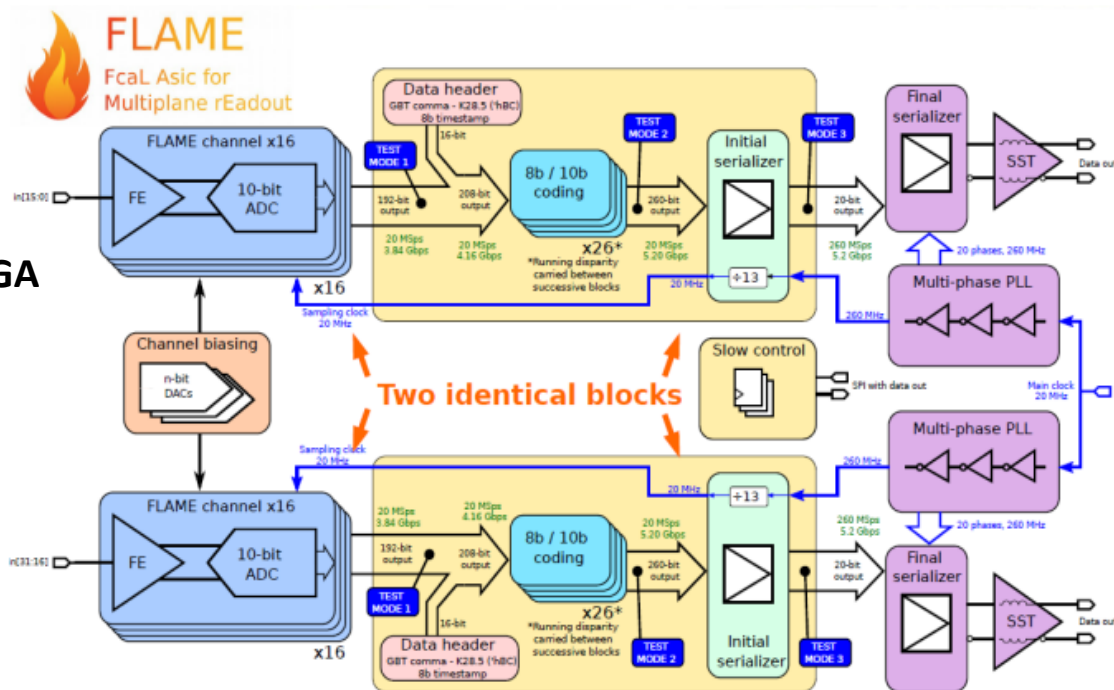 FLAME
FcaL Asic for
Multiplane rEadout
GA
FLAME channel x16
FE
10-bit
ADC
in[15:0]
x16
Data header
GBT comma - K28.5 ('hBC)
8b timestamp
16-bit
TEST
MODE 1
192-bit
output
208-bit
output
20 MSps
3.84 Gbps
20 MSps
4.16 Gbps
8b / 10b
coding
x26*
*Running disparity
carried between
successive blocks
TEST
MODE 2
260-bit
output
20 MSps
5.20 Gbps
Initial
serializer
÷13
20 MHz
Sampling clock
20 MHz
TEST
MODE 3
20-bit
output
260 MSps
5.2 Gbps
Final
serializer
SST
Data out
20 phases, 260 MHz
Multi-phase PLL
260 MHz
Channel biasing
n-bit
DACs
Two identical blocks
Slow control
SPI with data out
Main clock
20 MHz
Multi-phase PLL
260 MHz
20 phases, 260 MHz
Sampling clock
20 MHz
20 MHz
÷13
FLAME channel x16
FE
10-bit
ADC
in[31:16]
x16
20 MSps
3.84 Gbps
20 MSps
4.16 Gbps
192-bit
output
208-bit
output
TEST
MODE 1
16-bit
Data header
GBT comma - K28.5 ('hBC)
8b timestamp
8b / 10b
coding
x26*
*Running disparity
carried between
successive blocks
20 MSps
5.20 Gbps
260-bit
output
TEST
MODE 2
Initial
serializer
260 MSps
5.2 Gbps
20-bit
output
TEST
MODE 3
Final
serializer
SST
Data out